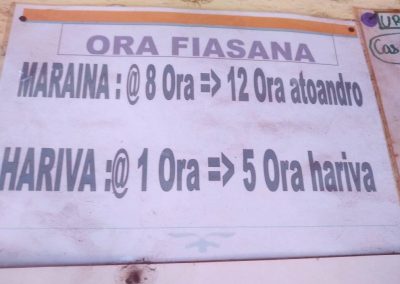 ORA FIASANA
MARAINA : @ 8 Ora => 12 Ora atoandro
HARIVA :@ 1 Ora => 5 Ora hariva